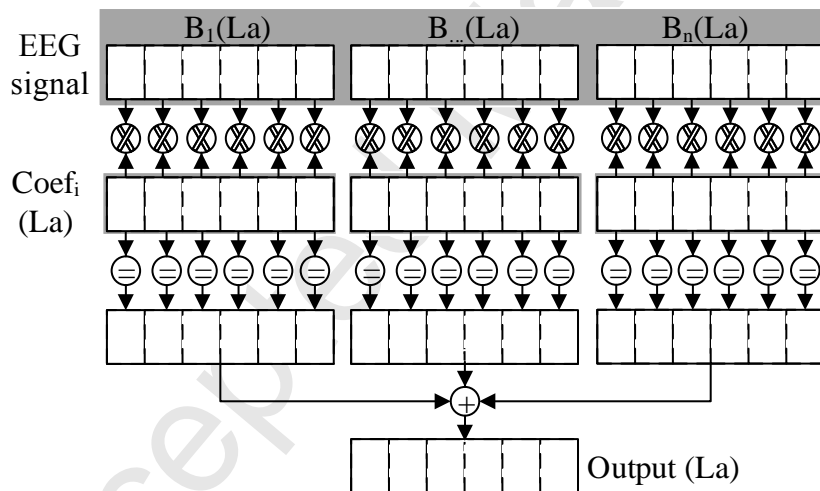 EEG signal
B₁(La)
B...(La)
Bₙ(La)
Coefᵢ (La)
+
Output (La)